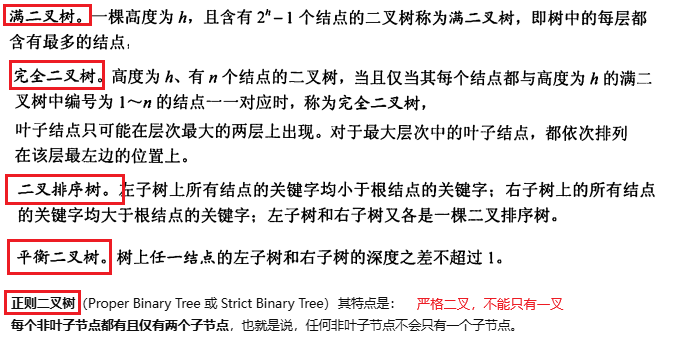 满二叉树。一棵高度为 h，且含有 2ʰ−1 个结点的二叉树称为满二叉树，即树中的每层都
含有最多的结点；
完全二叉树。高度为 h、有 n 个结点的二叉树，当且仅当其每个结点都与高度为 h 的满二
叉树中编号为 1～n 的结点一一对应时，称为完全二叉树，
叶子结点只可能在层次最大的两层上出现。对于最大层次中的叶子结点，都依次排列
在该层最左边的位置上。
二叉排序树。左子树上所有结点的关键字均小于根结点的关键字；右子树上的所有结点
的关键字均大于根结点的关键字；左子树和右子树又各是一棵二叉排序树。
平衡二叉树。树上任一结点的左子树和右子树的深度之差不超过 1。
正则二叉树（Proper Binary Tree 或 Strict Binary Tree）其特点是： 严格二叉，不能只有一叉
每个非叶子节点都有且仅有两个子节点，也就是说，任何非叶子节点不会只有一个子节点。